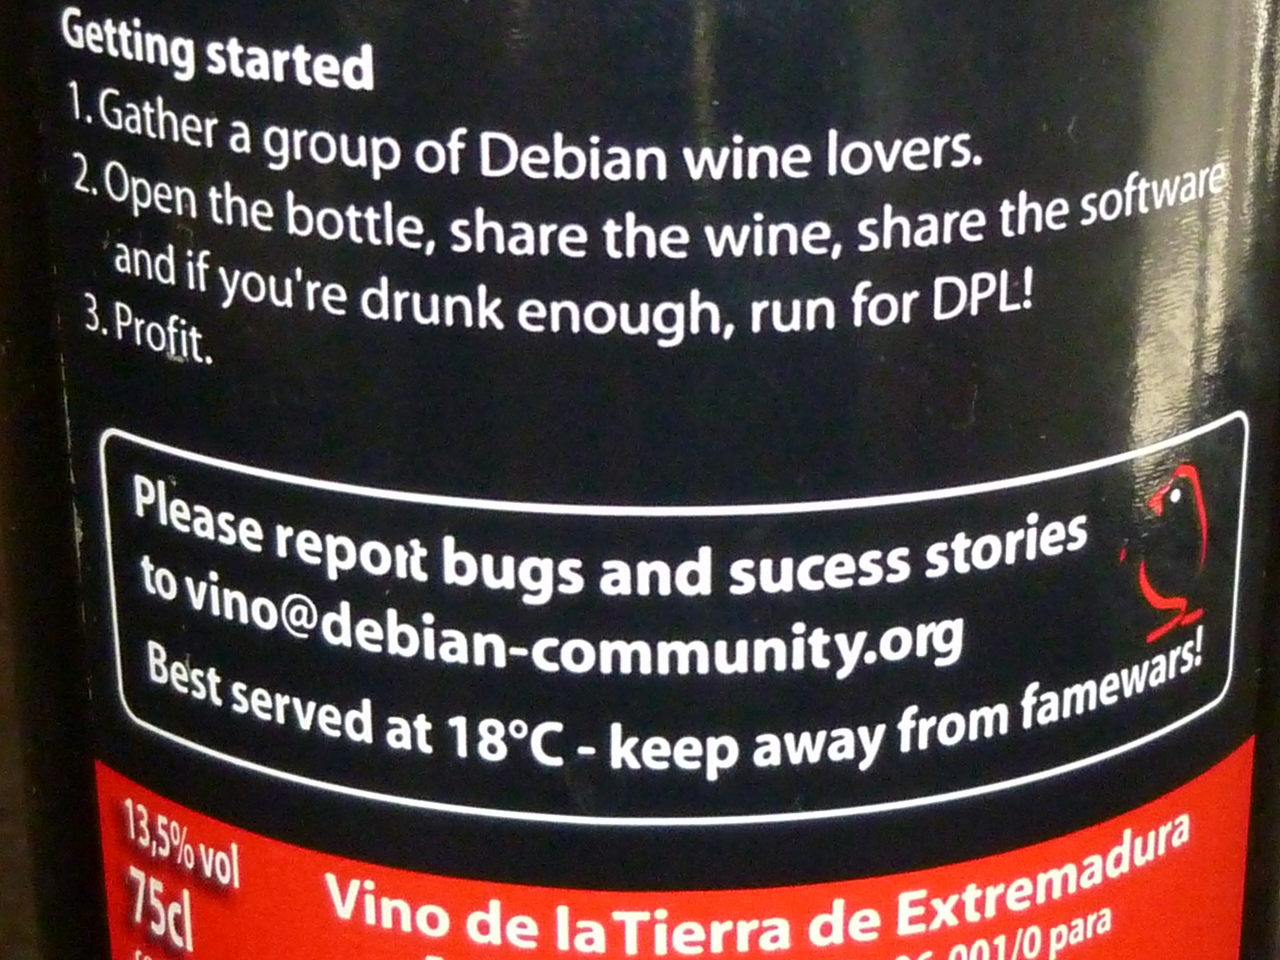 Getting started
1. Gather a group of Debian wine lovers.
2. Open the bottle, share the wine, share the software
and if you're drunk enough, run for DPL!
3. Profit.
Please report bugs and sucess stories
to vino@debian-community.org
Best served at 18°C - keep away from famewars!
13,5% vol
75cl
Vino de la Tierra de Extremadura
001/0 para